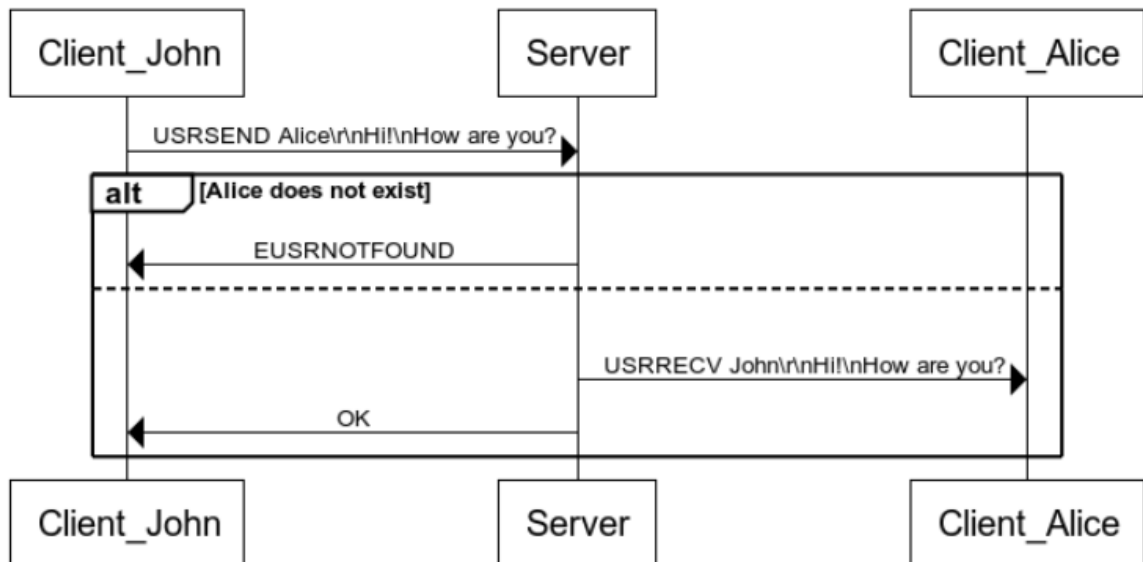 Client_John
Server
Client_Alice
USRSEND Alice\r\nHi!\nHow are you?
alt
[Alice does not exist]
EUSRNOTFOUND
USRRECV John\r\nHi!\nHow are you?
OK
Client_John
Server
Client_Alice